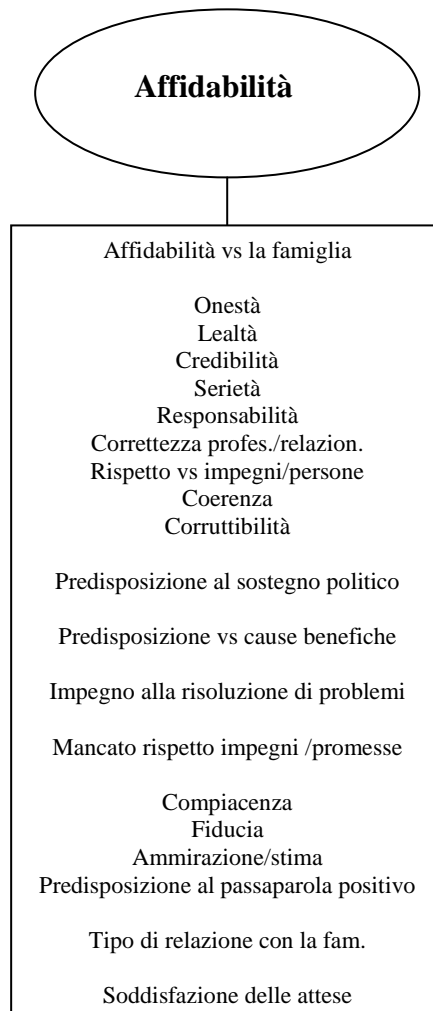 Affidabilità
Affidabilità vs la famiglia
Onestà
Lealtà
Credibilità
Serietà
Responsabilità
Correttezza profes./relazion.
Rispetto vs impegni/persone
Coerenza
Corruttibilità
Predisposizione al sostegno politico
Predisposizione vs cause benefiche
Impegno alla risoluzione di problemi
Mancato rispetto impegni /promesse
Compiacenza
Fiducia
Ammirazione/stima
Predisposizione al passaparola positivo
Tipo di relazione con la fam.
Soddisfazione delle attese